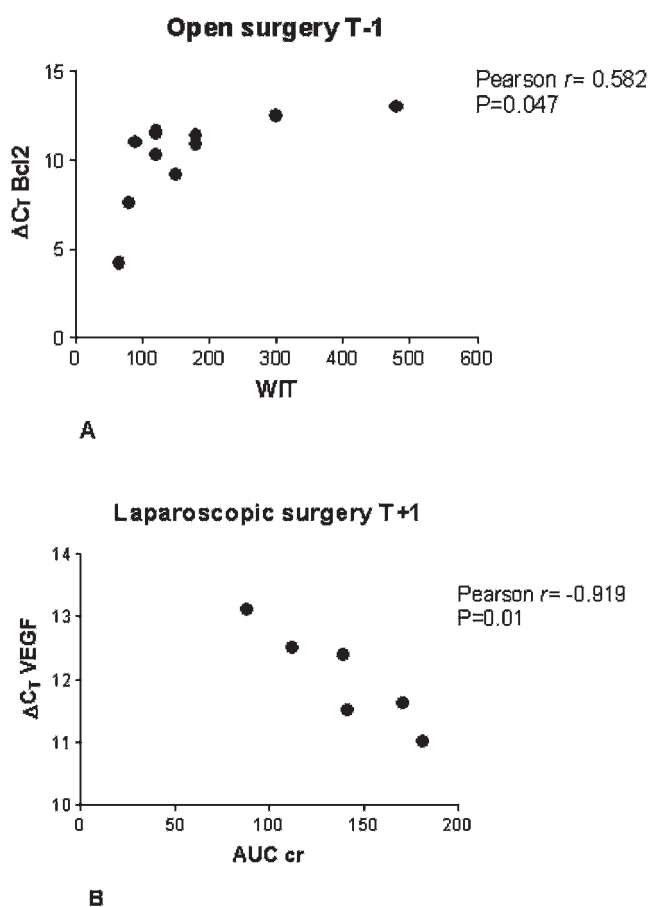 Open surgery T-1
15
10
5
0
ΔCT Bcl2
0 100 200 300 400 500 600
WIT
Pearson r= 0.582
P=0.047
A
Laparoscopic surgery T+1
14
13
12
11
10
ΔCT VEGF
0 50 100 150 200
AUC cr
Pearson r= -0.919
P=0.01
B